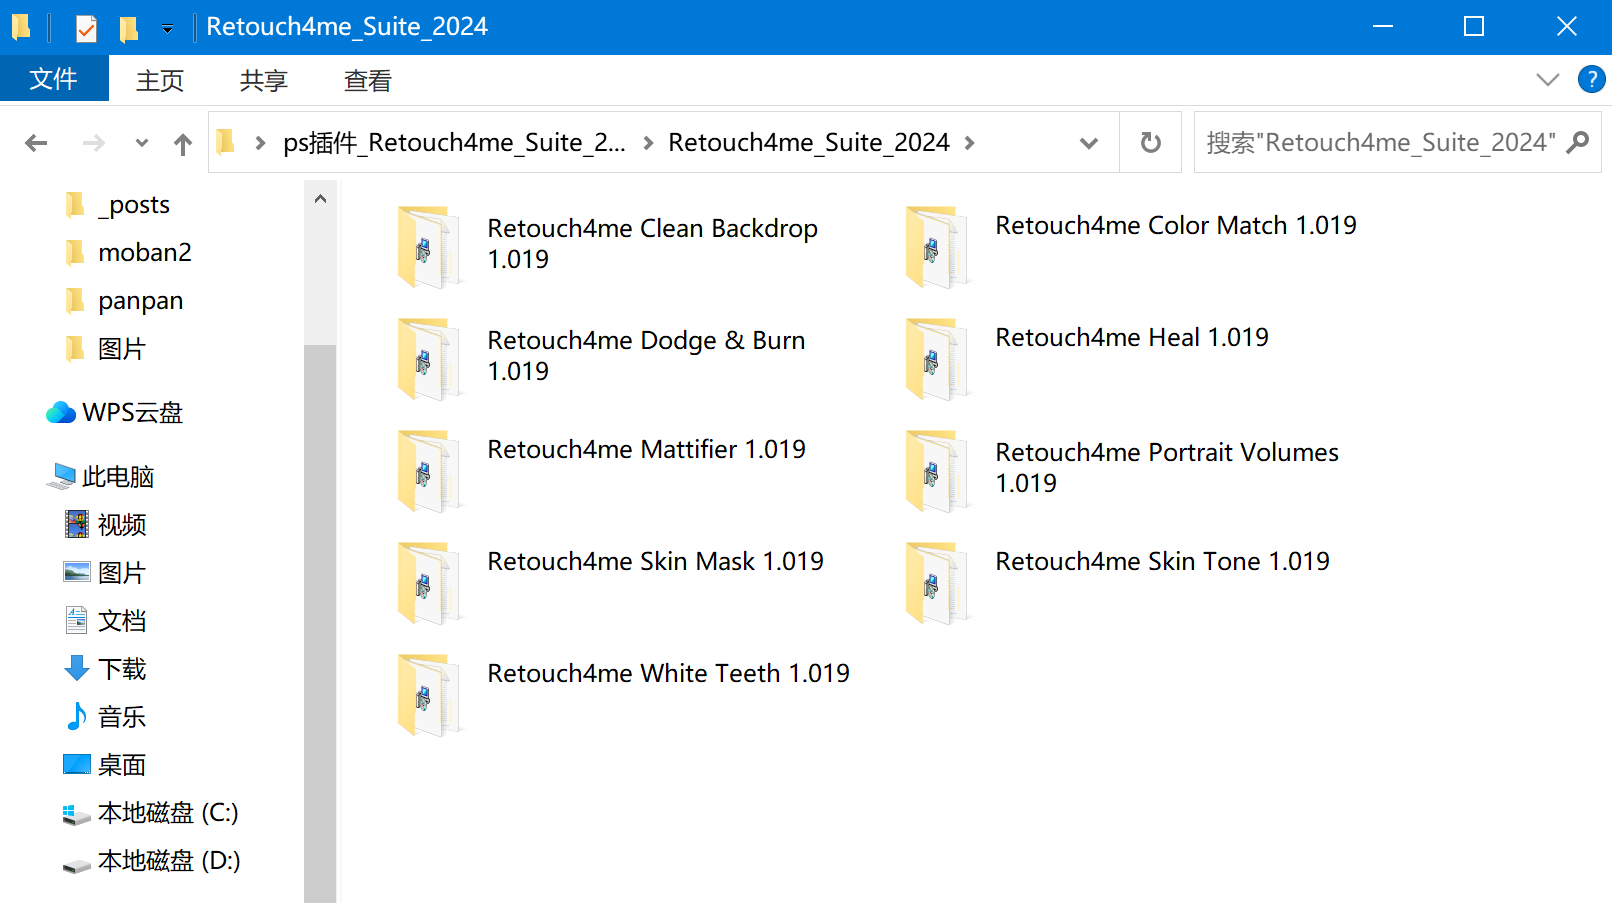 Retouch4me_Suite_2024
文件 主页 共享 查看
ps插件_Retouch4me_Suite_2... Retouch4me_Suite_2024
搜索"Retouch4me_Suite_2024"
_posts
moban2
panpan
图片
WPS云盘
此电脑
视频
图片
文档
下载
音乐
桌面
本地磁盘 (C:)
本地磁盘 (D:)
Retouch4me Clean Backdrop
1.019
Retouch4me Color Match 1.019
Retouch4me Dodge & Burn
1.019
Retouch4me Heal 1.019
Retouch4me Mattifier 1.019
Retouch4me Portrait Volumes
1.019
Retouch4me Skin Mask 1.019
Retouch4me Skin Tone 1.019
Retouch4me White Teeth 1.019